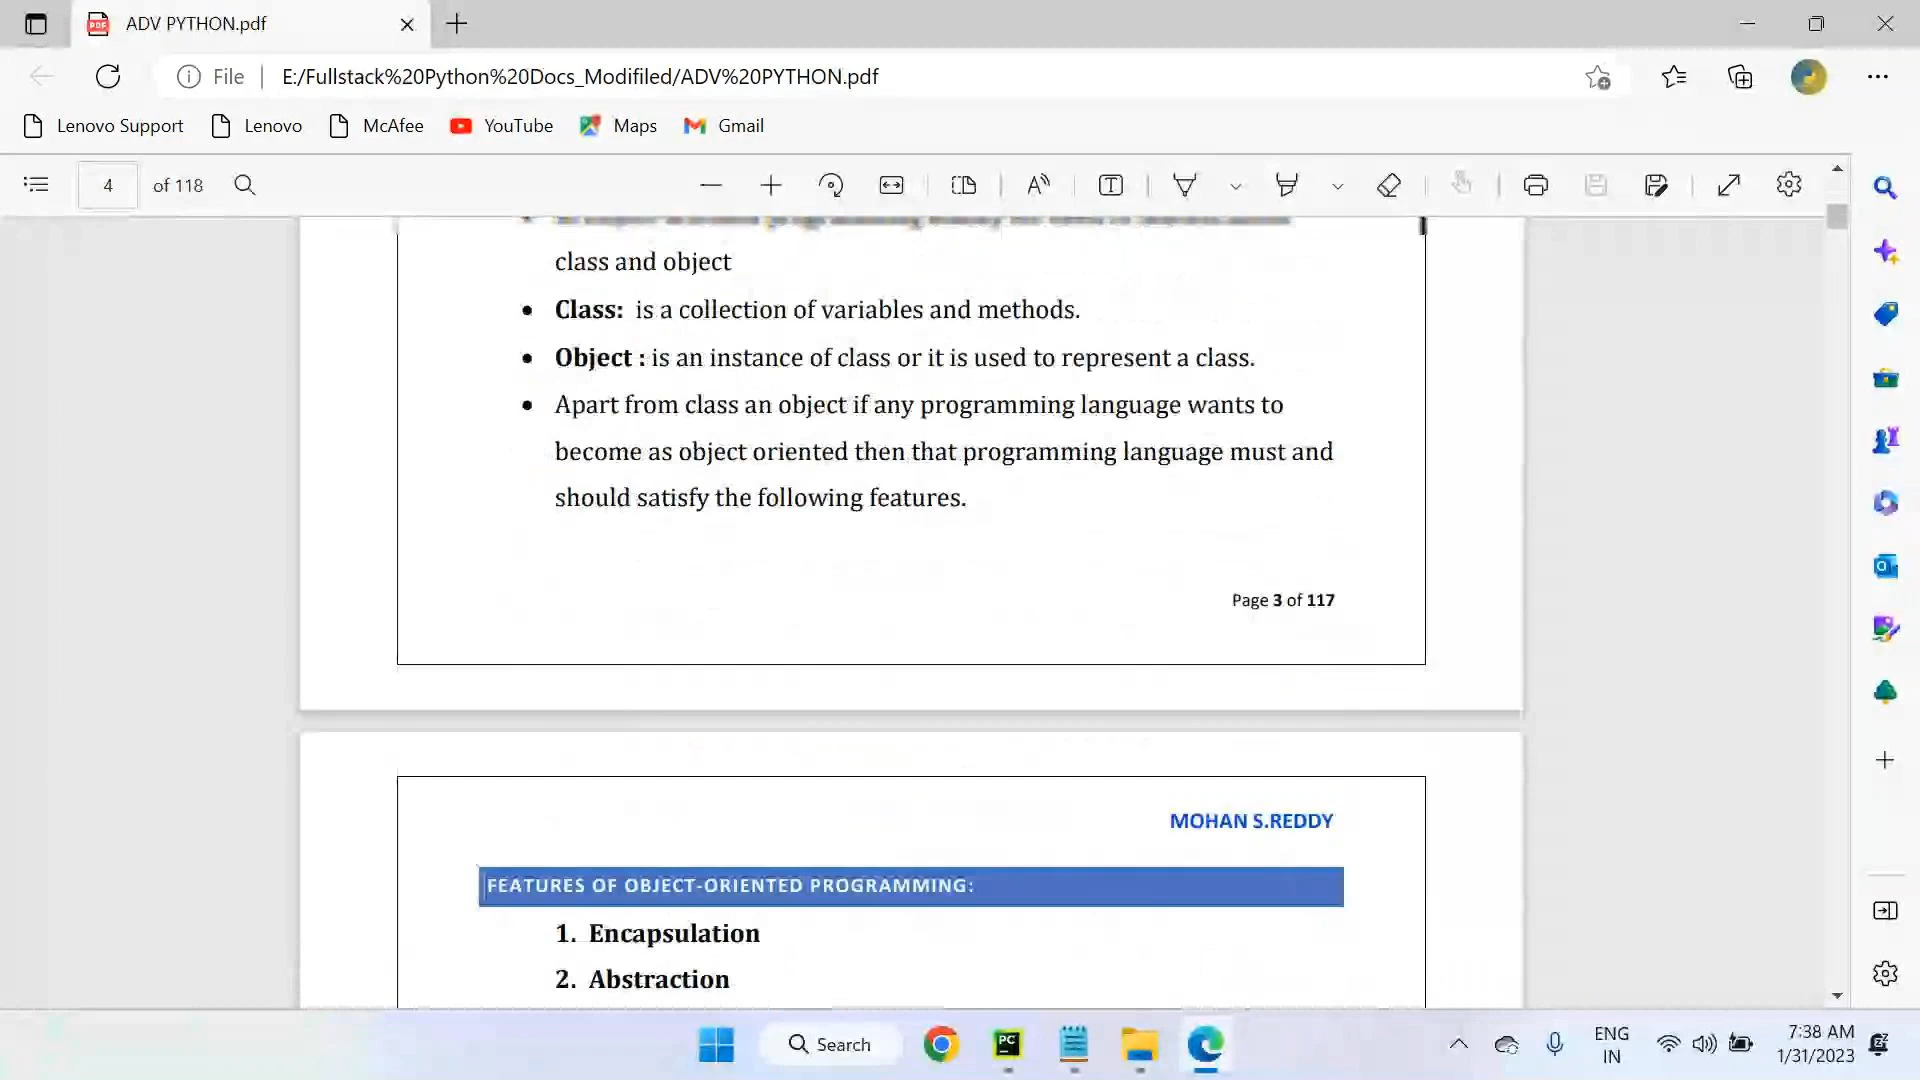 ADV PYTHON.pdf
File
E:/Fullstack%20Python%20Docs_Modifiled/ADV%20PYTHON.pdf
Lenovo Support
Lenovo
McAfee
YouTube
Maps
Gmail
4
of 118
class and object
• Class: is a collection of variables and methods.
• Object : is an instance of class or it is used to represent a class.
• Apart from class an object if any programming language wants to
become as object oriented then that programming language must and
should satisfy the following features.
Page 3 of 117
MOHAN S.REDDY
FEATURES OF OBJECT-ORIENTED PROGRAMMING:
1. Encapsulation
2. Abstraction
Search
ENG
IN
7:38 AM
1/31/2023